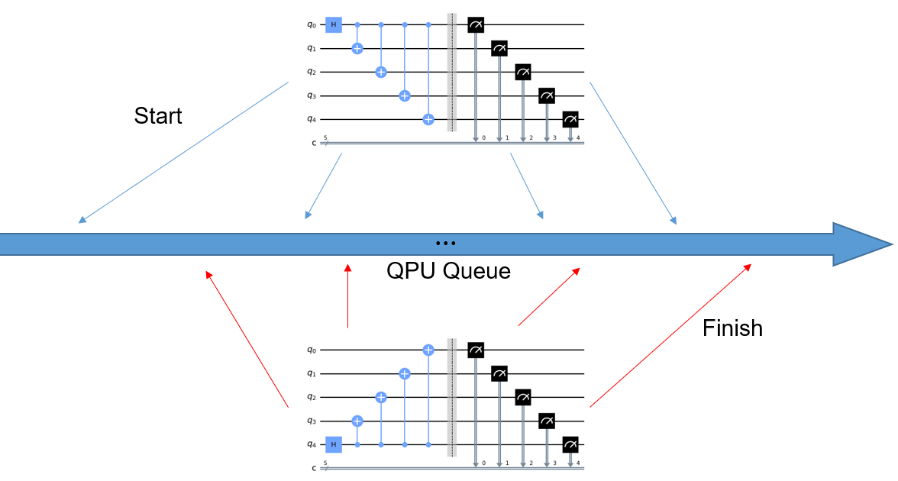 q₀ H
q₁
q₂
q₃
q₄
5 0 1 2 3 4
c
Start
...
QPU Queue
Finish
q₀
q₁
q₂
q₃
q₄ H
5 0 1 2 3 4
c